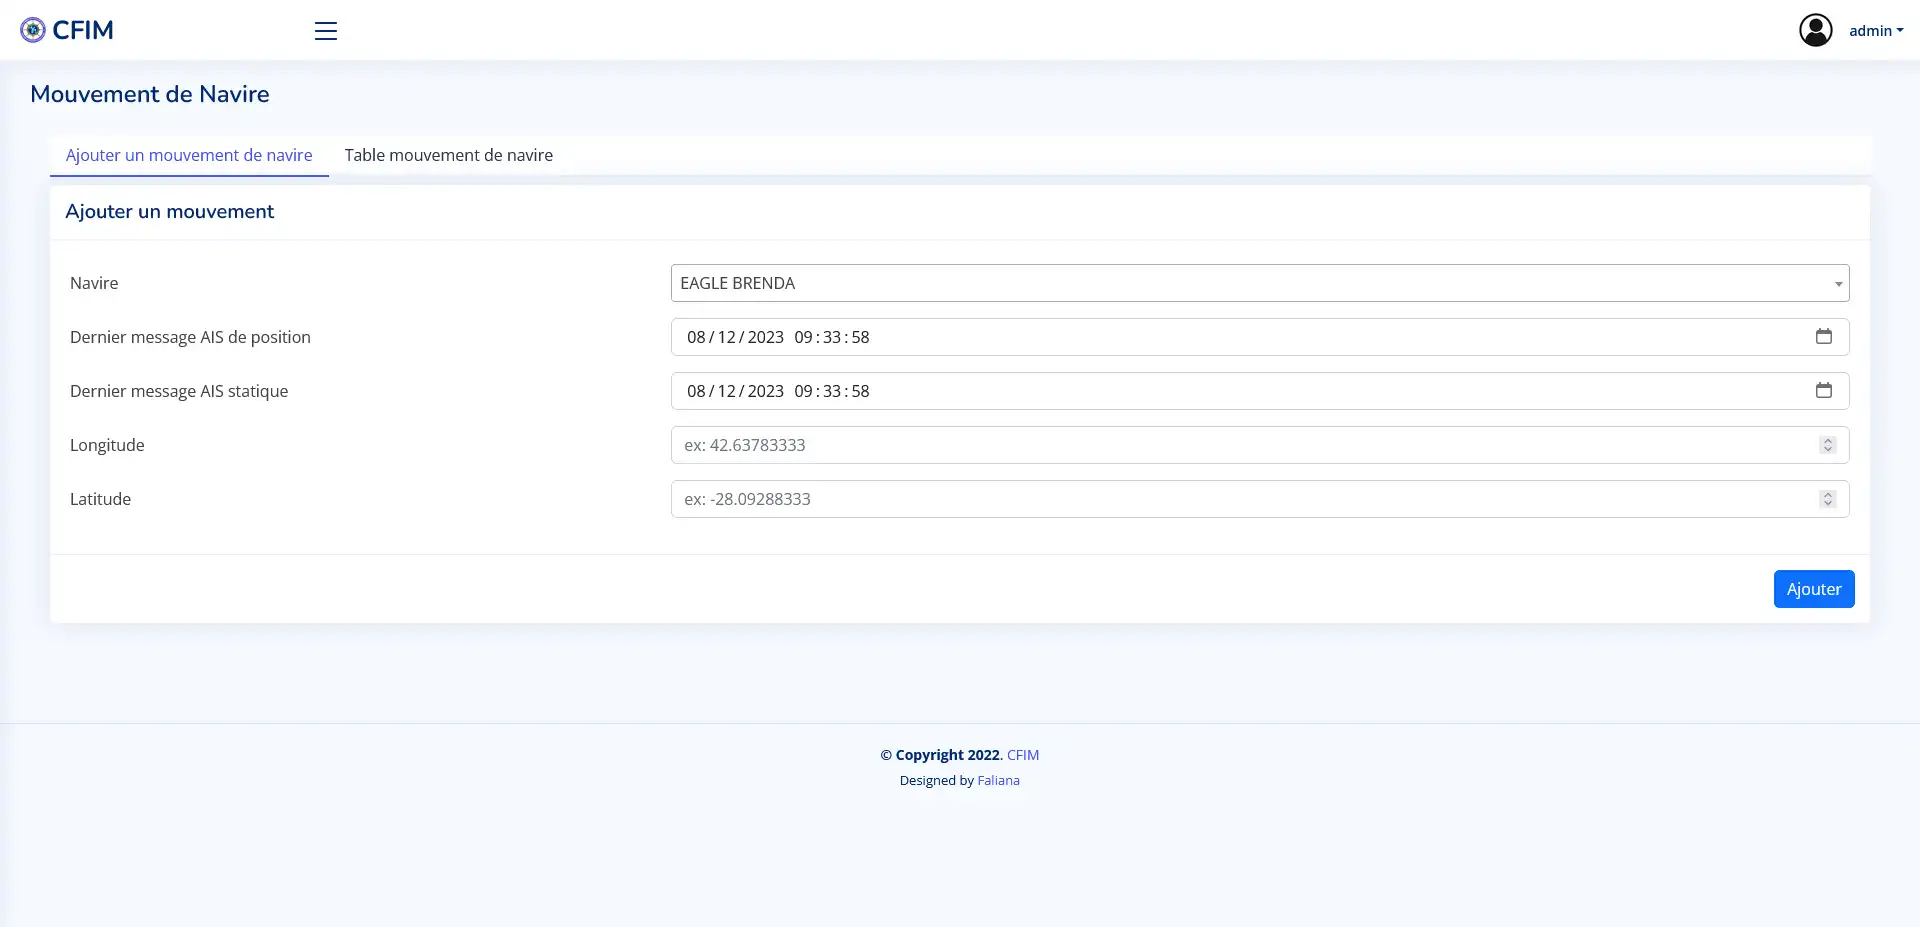 CFIM
admin
Mouvement de Navire
Ajouter un mouvement de navire
Table mouvement de navire
Ajouter un mouvement
Navire
EAGLE BRENDA
Dernier message AIS de position
08/12/2023 09:33:58
Dernier message AIS statique
08/12/2023 09:33:58
Longitude
ex: 42.63783333
Latitude
ex: -28.09288333
Ajouter
© Copyright 2022. CFIM
Designed by Faliana